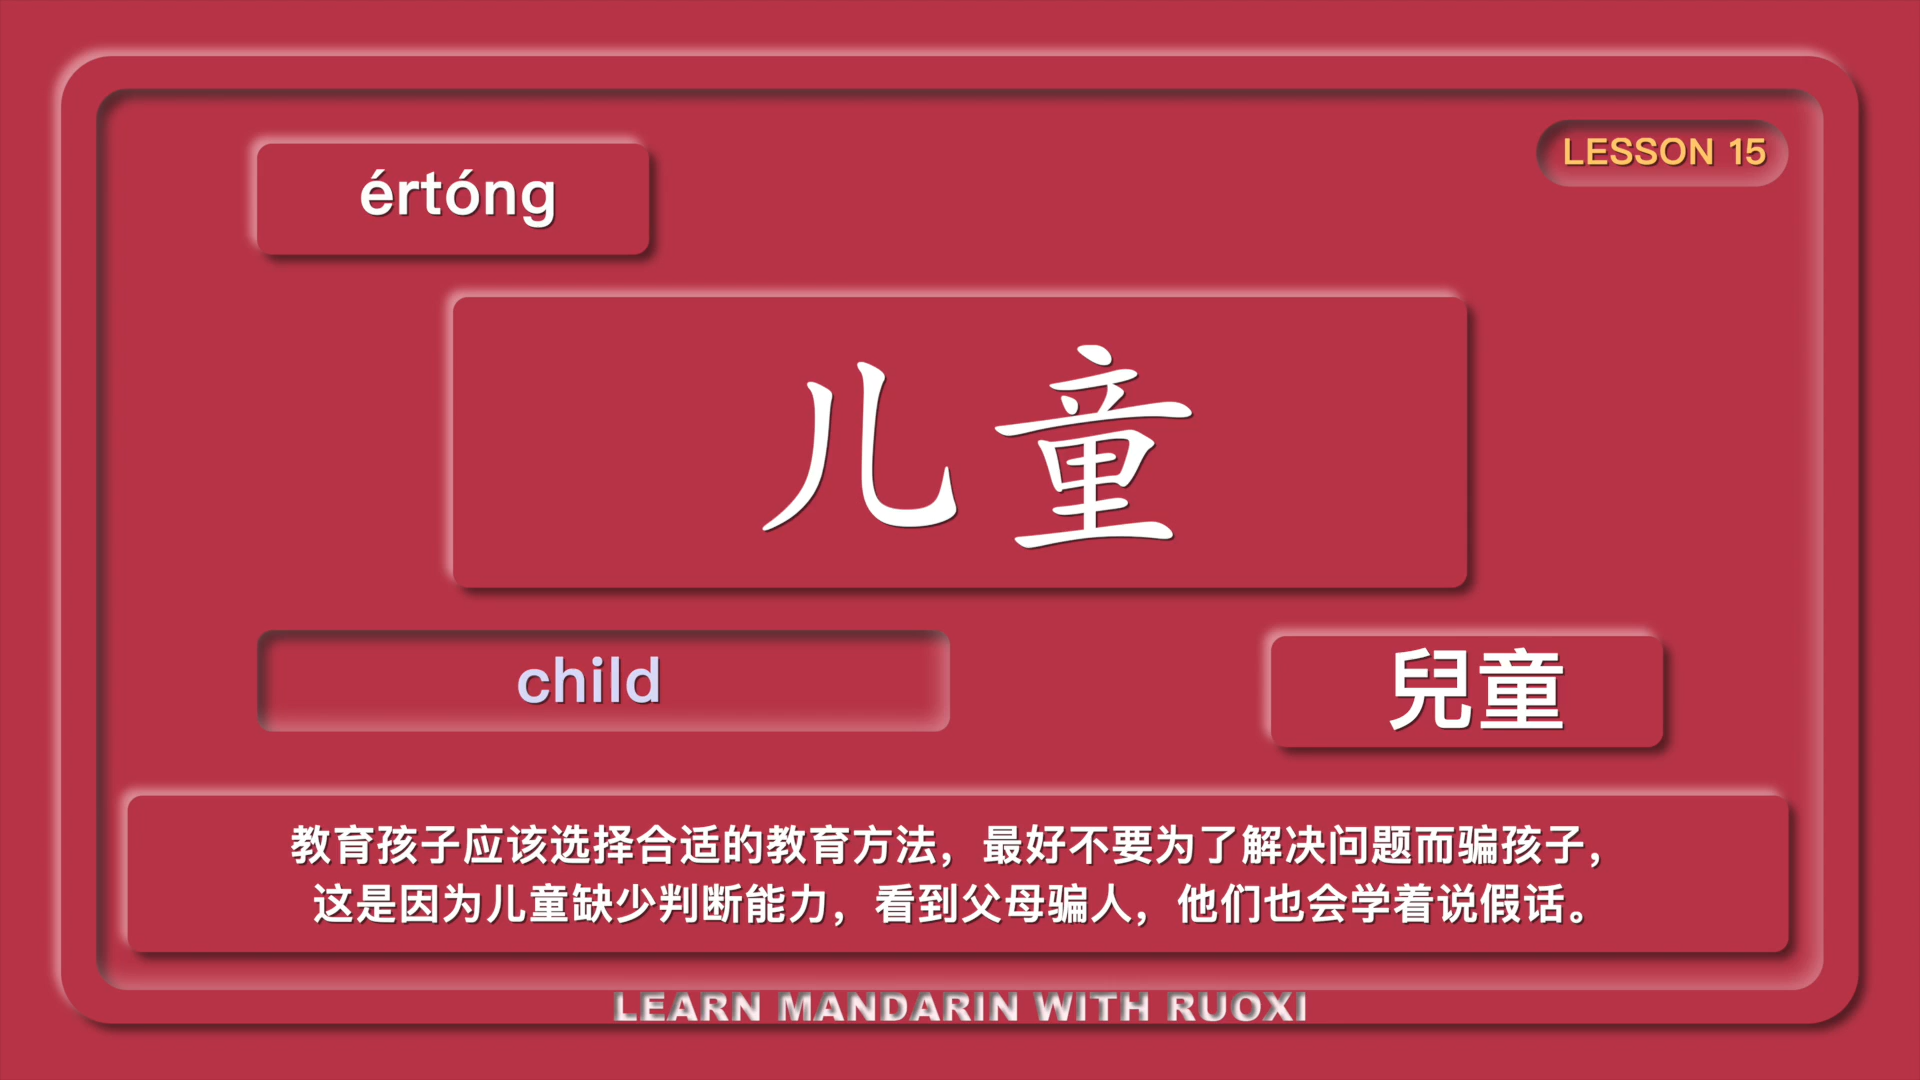 LESSON 15
értóng
儿童
child
兒童
教育孩子应该选择合适的教育方法，最好不要为了解决问题而骗孩子，
这是因为儿童缺少判断能力，看到父母骗人，他们也会学着说假话。
LEARN MANDARIN WITH RUOXI